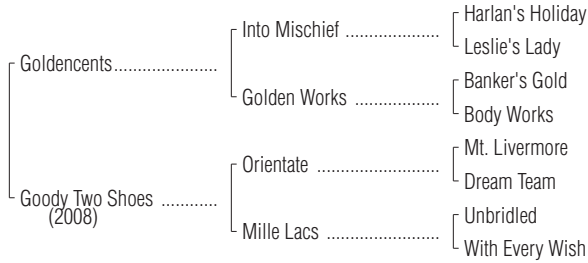 Harlan's Holiday
Into Mischief ....................
Leslie's Lady
Goldencents......................
Banker's Gold
Golden Works ..................
Body Works
Mt. Livermore
Orientate ..........................
Dream Team
Goody Two Shoes ............
(2008)
Unbridled
Mille Lacs ........................
With Every Wish